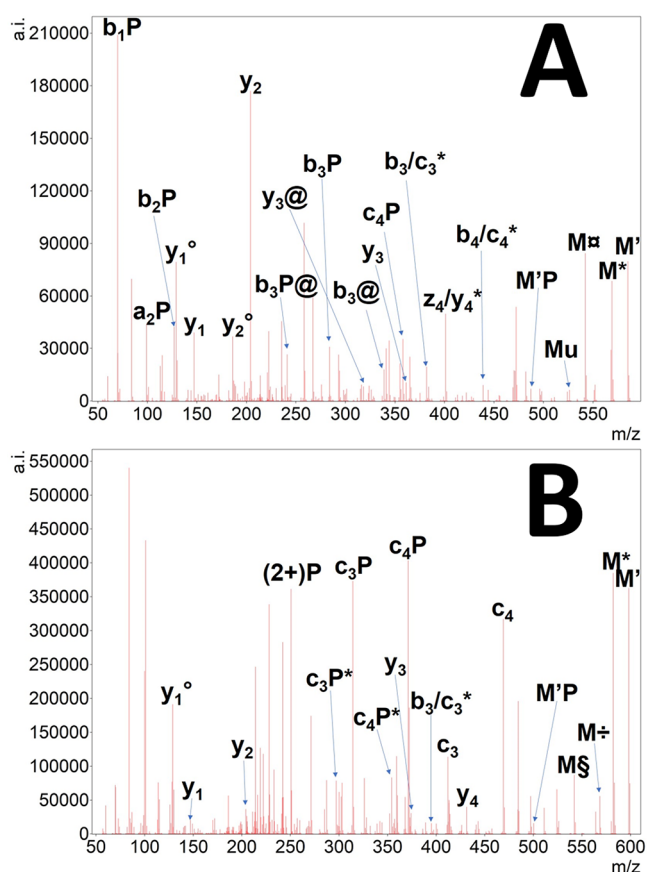 a.i.
A
210000
180000
150000
120000
90000
60000
30000
0
b₁P
y₂
b₃P
b₃/c₃*
y₃@
b₂P
c₄P
y₁°
b₄/c₄*
y₃
M¤
M'
M*
b₃P@
b₃@
M'P
a₂P
y₁
y₂°
z₄/y₄*
Mu
50 100 150 200 250 300 350 400 450 500 550
m/z
a.i.
B
550000
500000
450000
400000
350000
300000
250000
200000
150000
100000
50000
0
(2+)P
c₃P
c₄P
M*
M'
c₄
y₁°
c₃P*
y₃
b₃/c₃*
M'P
c₄P*
y₂
c₃
M÷
M§
y₁
y₄
50 100 150 200 250 300 350 400 450 500 550 600
m/z